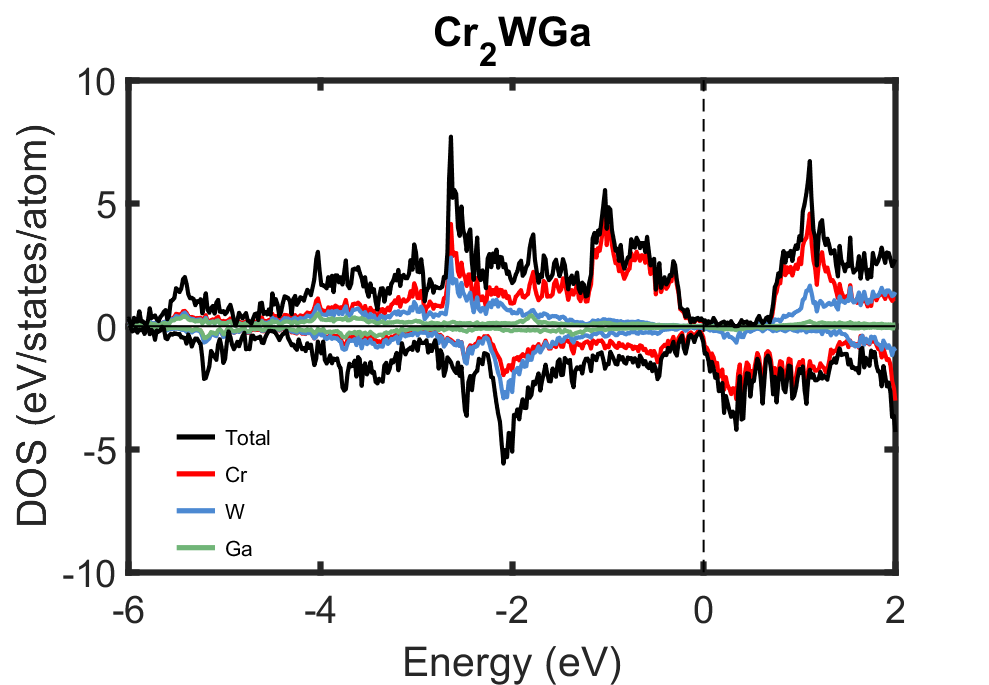 Cr2WGa
DOS (eV/states/atom)
10
5
0
-5
-10
Total
Cr
W
Ga
-6 -4 -2 0 2
Energy (eV)